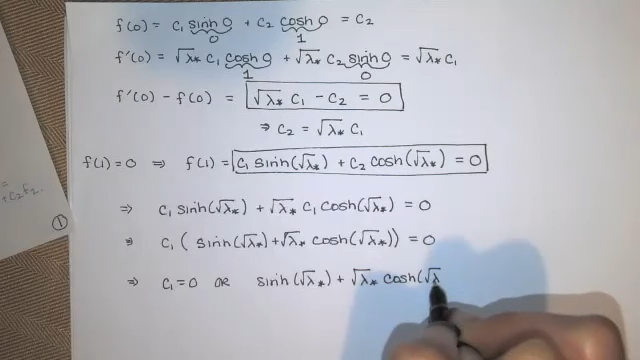 f(0) = c₁ sinh 0 + c₂ cosh 0 = c₂
0 1
f'(0) = √λ* c₁ cosh 0 + √λ* c₂ sinh 0 = √λ* c₁
1 0
f'(0) - f(0) = √λ* c₁ - c₂ = 0
⇒ c₂ = √λ* c₁
f(1) = 0 ⇒ f(1) = c₁ sinh(√λ*) + c₂ cosh(√λ*) = 0
⇒ c₁ sinh(√λ*) + √λ* c₁ cosh(√λ*) = 0
⇒ c₁ ( sinh(√λ*) + √λ* cosh(√λ*)) = 0
⇒ c₁ = 0 OR sinh(√λ*) + √λ* cosh(√λ
=
+ c₂f₂.
①